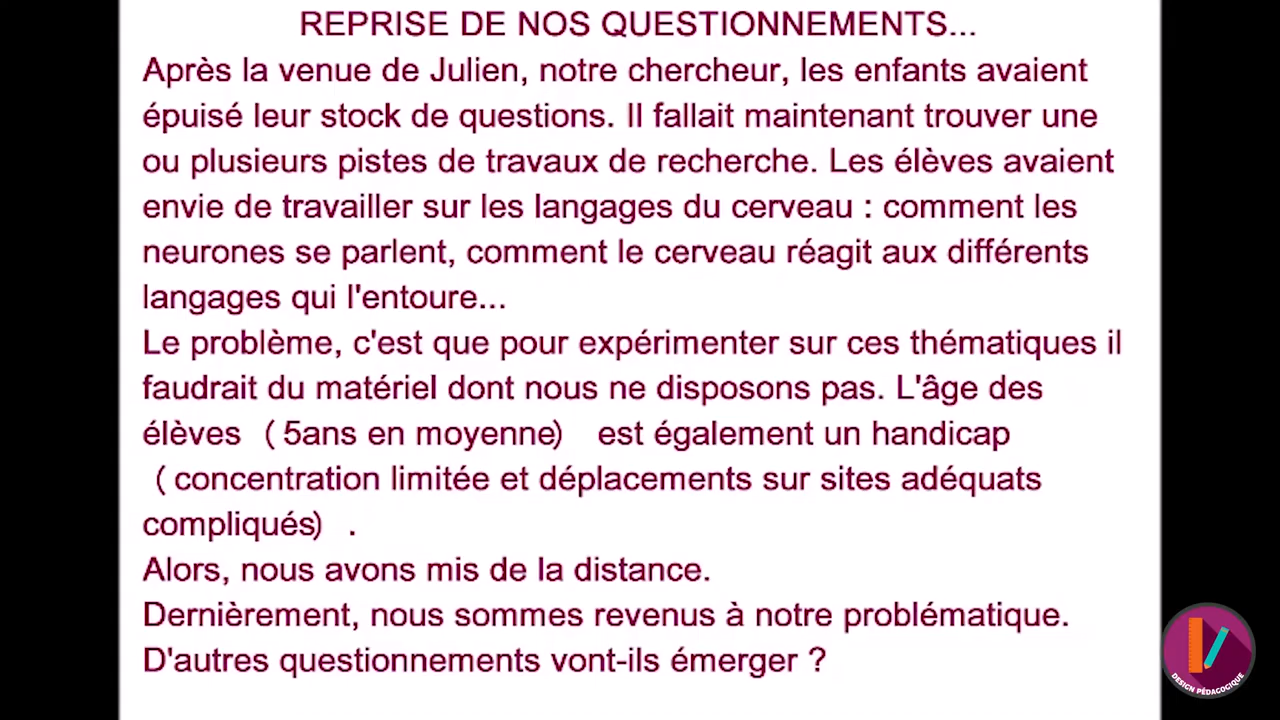 REPRISE DE NOS QUESTIONNEMENTS...
Après la venue de Julien, notre chercheur, les enfants avaient
épuisé leur stock de questions. Il fallait maintenant trouver une
ou plusieurs pistes de travaux de recherche. Les élèves avaient
envie de travailler sur les langages du cerveau : comment les
neurones se parlent, comment le cerveau réagit aux différents
langages qui l'entoure...
Le problème, c'est que pour expérimenter sur ces thématiques il
faudrait du matériel dont nous ne disposons pas. L'âge des
élèves ( 5ans en moyenne) est également un handicap
( concentration limitée et déplacements sur sites adéquats
compliqués) .
Alors, nous avons mis de la distance.
Dernièrement, nous sommes revenus à notre problématique.
D'autres questionnements vont-ils émerger ?
DESIGN PÉDAGOGIQUE